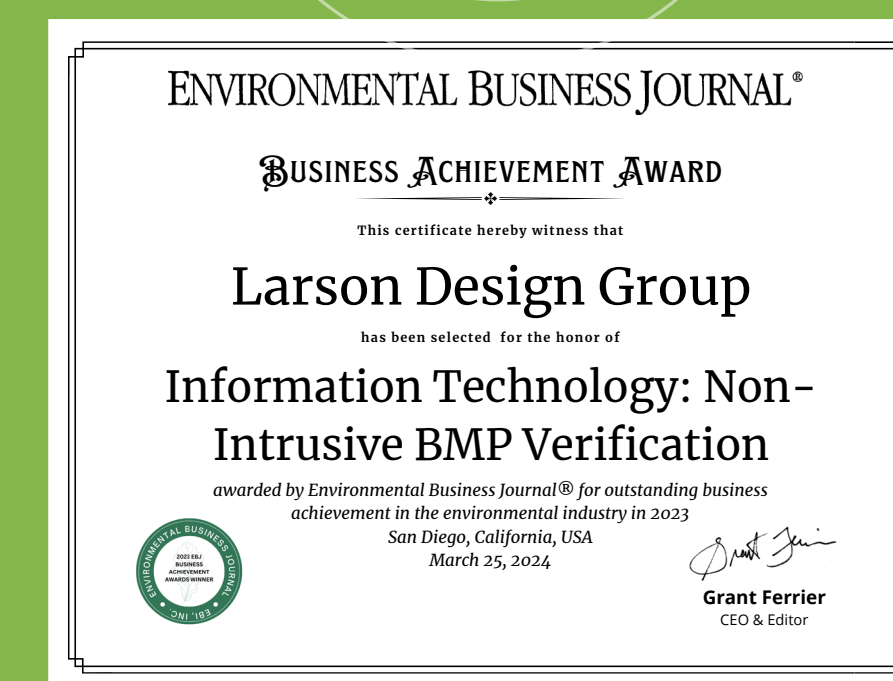 ENVIRONMENTAL BUSINESS JOURNAL®
BUSINESS ACHIEVEMENT AWARD
This certificate hereby witness that
Larson Design Group
has been selected for the honor of
Information Technology: Non-
Intrusive BMP Verification
awarded by Environmental Business Journal® for outstanding business
achievement in the environmental industry in 2023
San Diego, California, USA
March 25, 2024
ENVIRONMENTAL BUSINESS JOURNAL
EBI, INC.
2023 EBJ
BUSINESS
ACHIEVEMENT
AWARDS WINNER
Grant Ferrier
Grant Ferrier
CEO & Editor